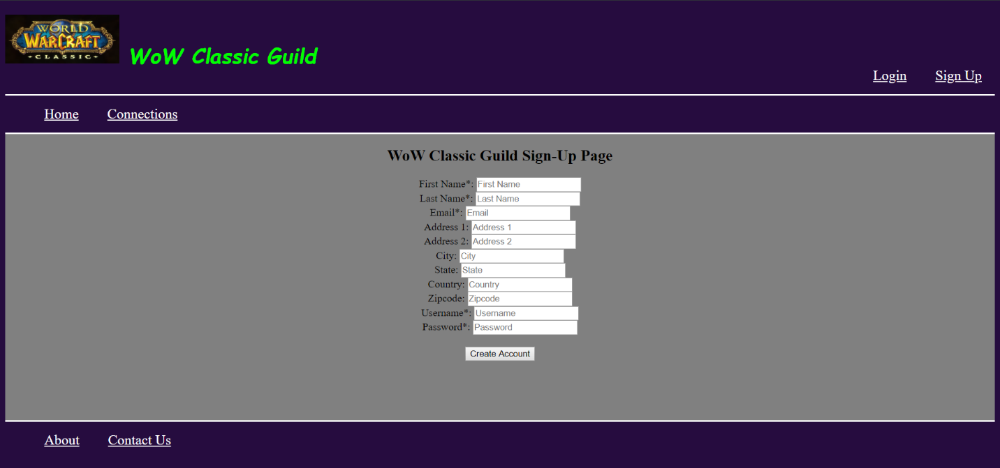 WORLD
WARCRAFT
CLASSIC
WoW Classic Guild
Login Sign Up
Home Connections
WoW Classic Guild Sign-Up Page
First Name*: First Name
Last Name*: Last Name
Email*: Email
Address 1: Address 1
Address 2: Address 2
City: City
State: State
Country: Country
Zipcode: Zipcode
Username*: Username
Password*: Password
Create Account
About Contact Us